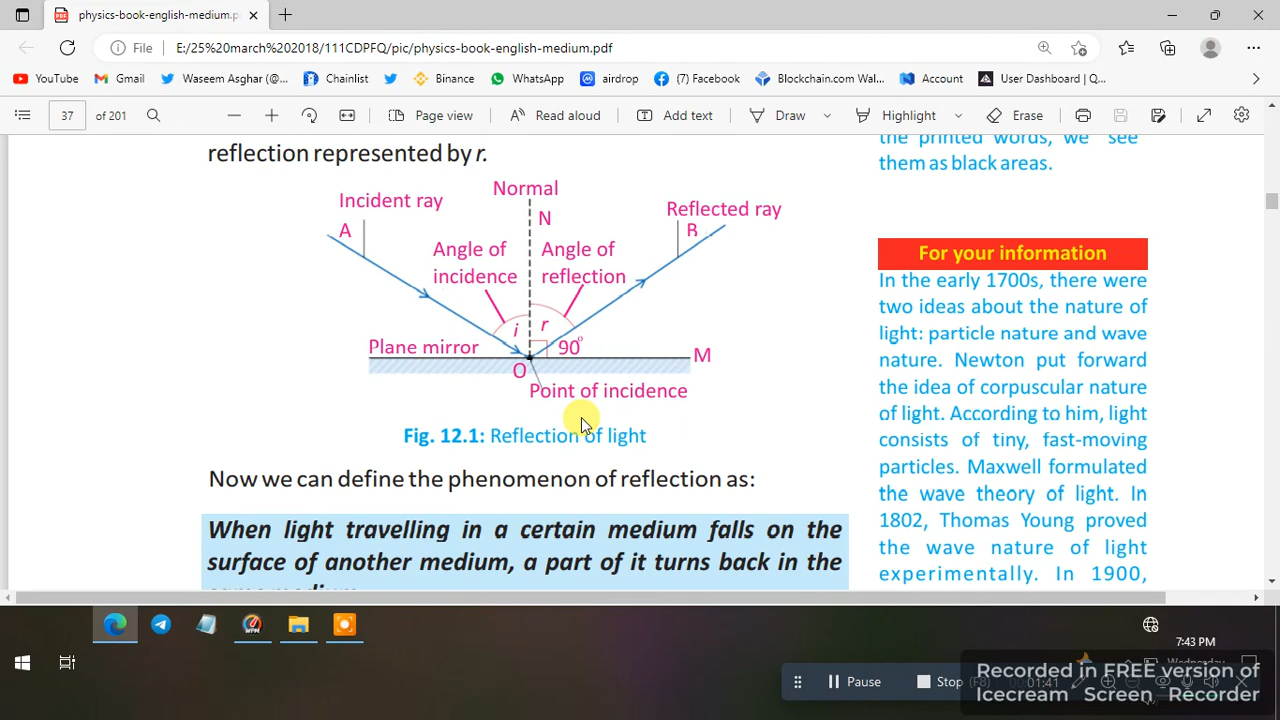 physics-book-english-medium.p
File E:/25%20march%202018/111CDPFQ/pic/physics-book-english-medium.pdf
YouTube Gmail Waseem Asghar (@... Chainlist Binance WhatsApp airdrop (7) Facebook Blockchain.com Wal... Account User Dashboard | Q...
37 of 201 Page view Read aloud Add text Draw Highlight Erase
reflection represented by r.
Normal
Incident ray
N
Reflected ray
A
B
Angle of
incidence
Angle of
reflection
i
r
Plane mirror
90°
M
O
Point of incidence
Fig. 12.1: Reflection of light
Now we can define the phenomenon of reflection as:
When light travelling in a certain medium falls on the
surface of another medium, a part of it turns back in the
same medium.
the printed words, we see
them as black areas.
For your information
In the early 1700s, there were
two ideas about the nature of
light: particle nature and wave
nature. Newton put forward
the idea of corpuscular nature
of light. According to him, light
consists of tiny, fast-moving
particles. Maxwell formulated
the wave theory of light. In
1802, Thomas Young proved
the wave nature of light
experimentally. In 1900,
7:43 PM
Wednesday
Pause Stop (F8) 
Recorded in FREE version of
Icecream Screen Recorder